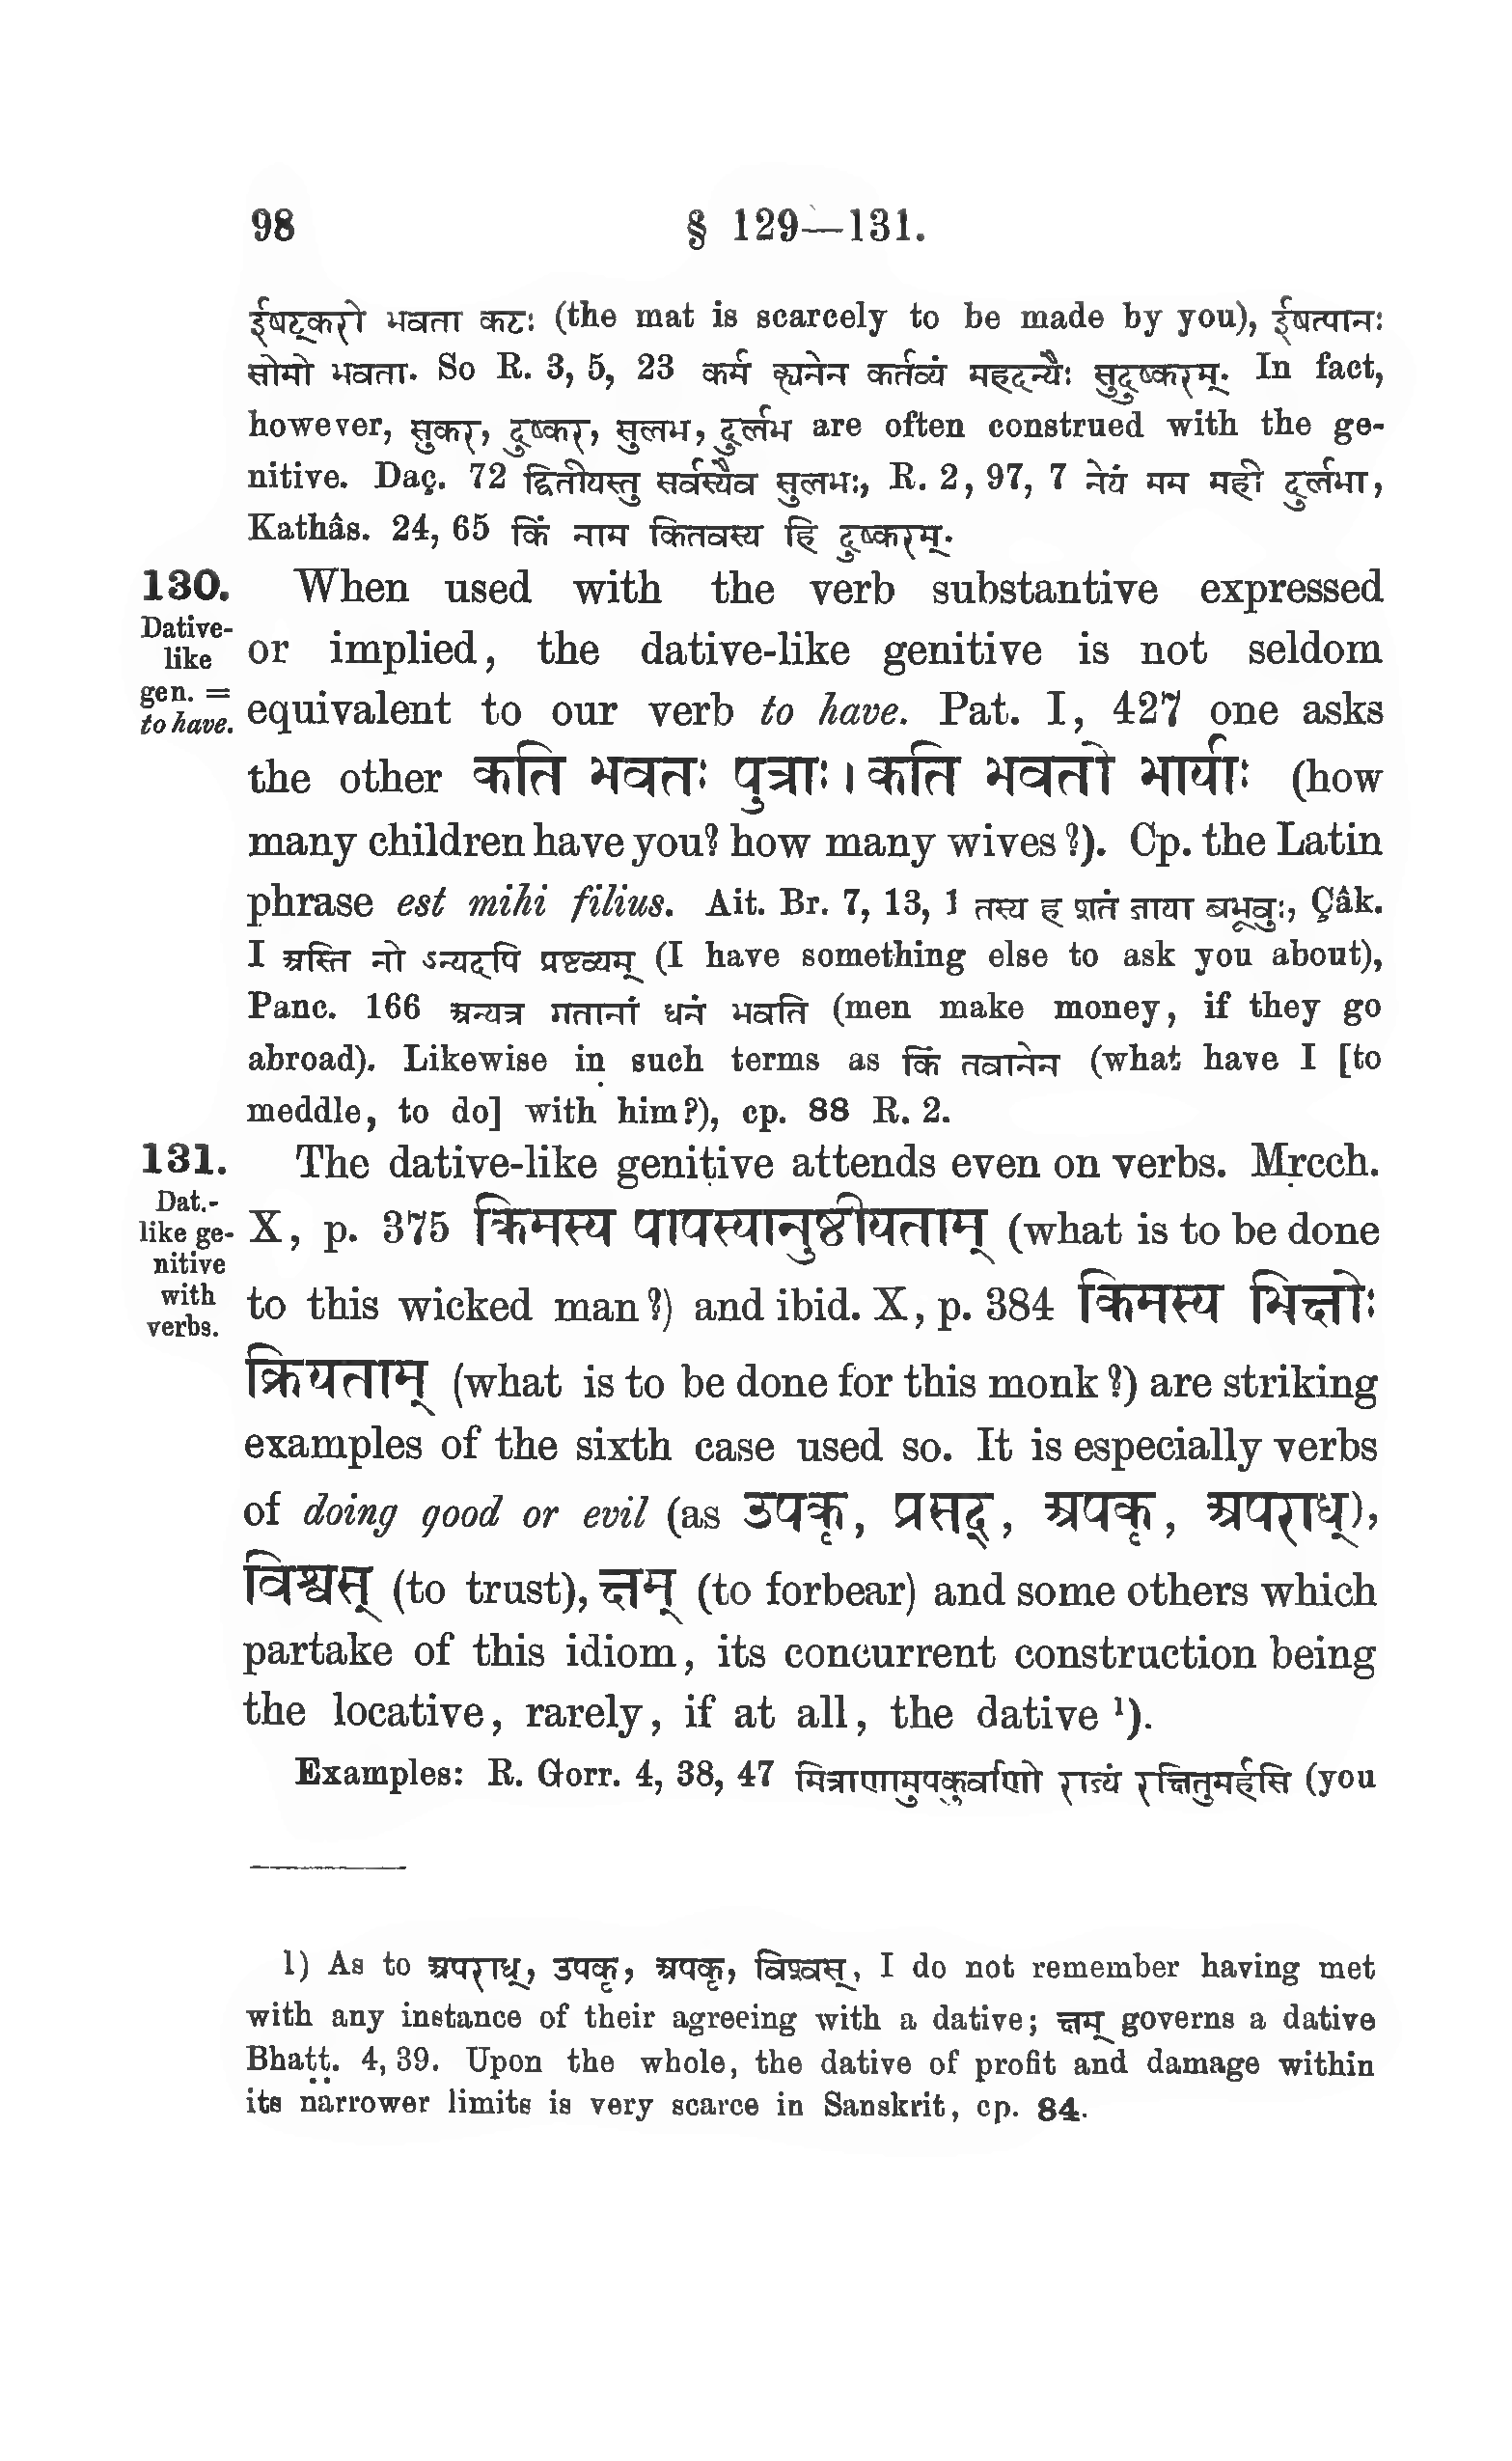 98 § 129—131.
ईषट्करो भवता कटः (the mat is scarcely to be made by you), ईषत्पानः
सोमो भवता. So R. 3, 5, 23 कर्म ह्यनेन कर्तव्यं महदन्यैः सुदुष्करम्. In fact,
however, सुकर, दुष्कर, सुलभ, दुर्लभ are often construed with the ge-
nitive. Daç. 72 द्वितीयस्तु सर्वस्यैव सुलभः, R. 2, 97, 7 नेयं मम मही दुर्लभा,
Kathâs. 24, 65 किं नाम कितवस्य हि दुष्करम्.
130. When used with the verb substantive expressed
Dative-
like or implied, the dative-like genitive is not seldom
gen. =
to have. equivalent to our verb to have. Pat. I, 427 one asks
the other कति भवतः पुत्राः । कति भवतो भार्याः (how
many children have you? how many wives?). Cp. the Latin
phrase est mihi filius. Ait. Br. 7, 13, 1 तस्य ह शतं जाया बभूवुः, Çâk.
I अस्ति नो ऽन्यदपि प्रष्टव्यम् (I have something else to ask you about),
Panc. 166 अन्यत्र गतानां धनं भवति (men make money, if they go
abroad). Likewise in such terms as किं तवानेन (what have I [to
meddle, to do] with him?), cp. 88 R. 2.
131. The dative-like genitive attends even on verbs. Mṛcch.
Dat.-
like ge- X, p. 375 किमस्य पापस्यानुष्ठीयताम् (what is to be done
nitive
with to this wicked man?) and ibid. X, p. 384 किमस्य भिक्षोः
verbs.
क्रियताम् (what is to be done for this monk?) are striking
examples of the sixth case used so. It is especially verbs
of doing good or evil (as उपकृ, प्रसद्, अपकृ, अपराध्),
विश्वस् (to trust), क्षम् (to forbear) and some others which
partake of this idiom, its concurrent construction being
the locative, rarely, if at all, the dative ¹).
Examples: R. Gorr. 4, 38, 47 मित्राणामुपकुर्वाणो राज्यं रक्षितुमर्हसि (you
1) As to अपराध्, उपकृ, अपकृ, विश्वस्, I do not remember having met
with any instance of their agreeing with a dative; क्षम् governs a dative
Bhaṭṭ. 4, 39. Upon the whole, the dative of profit and damage within
its narrower limits is very scarce in Sanskrit, cp. 84.